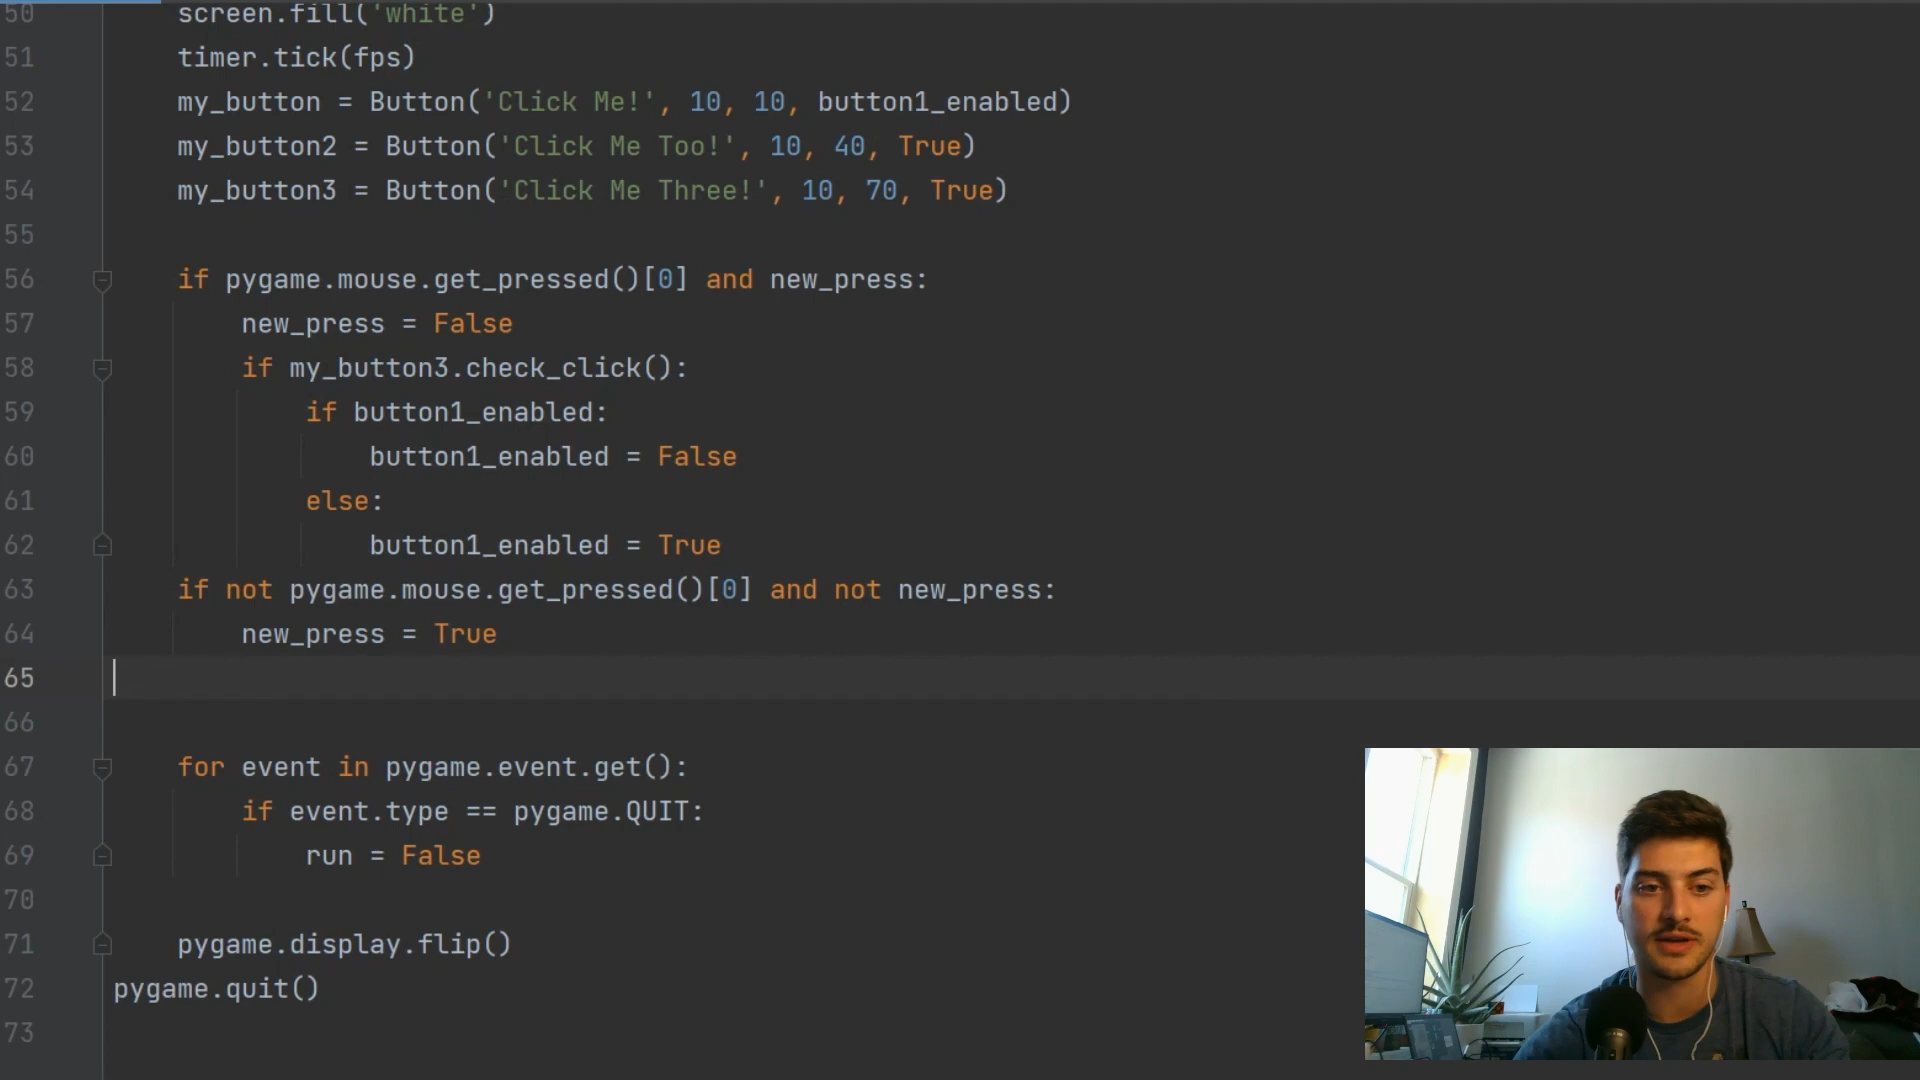 50 screen.fill('white')
51 timer.tick(fps)
52 my_button = Button('Click Me!', 10, 10, button1_enabled)
53 my_button2 = Button('Click Me Too!', 10, 40, True)
54 my_button3 = Button('Click Me Three!', 10, 70, True)
55
56 if pygame.mouse.get_pressed()[0] and new_press:
57 new_press = False
58 if my_button3.check_click():
59 if button1_enabled:
60 button1_enabled = False
61 else:
62 button1_enabled = True
63 if not pygame.mouse.get_pressed()[0] and not new_press:
64 new_press = True
65
66
67 for event in pygame.event.get():
68 if event.type == pygame.QUIT:
69 run = False
70
71 pygame.display.flip()
72 pygame.quit()
73